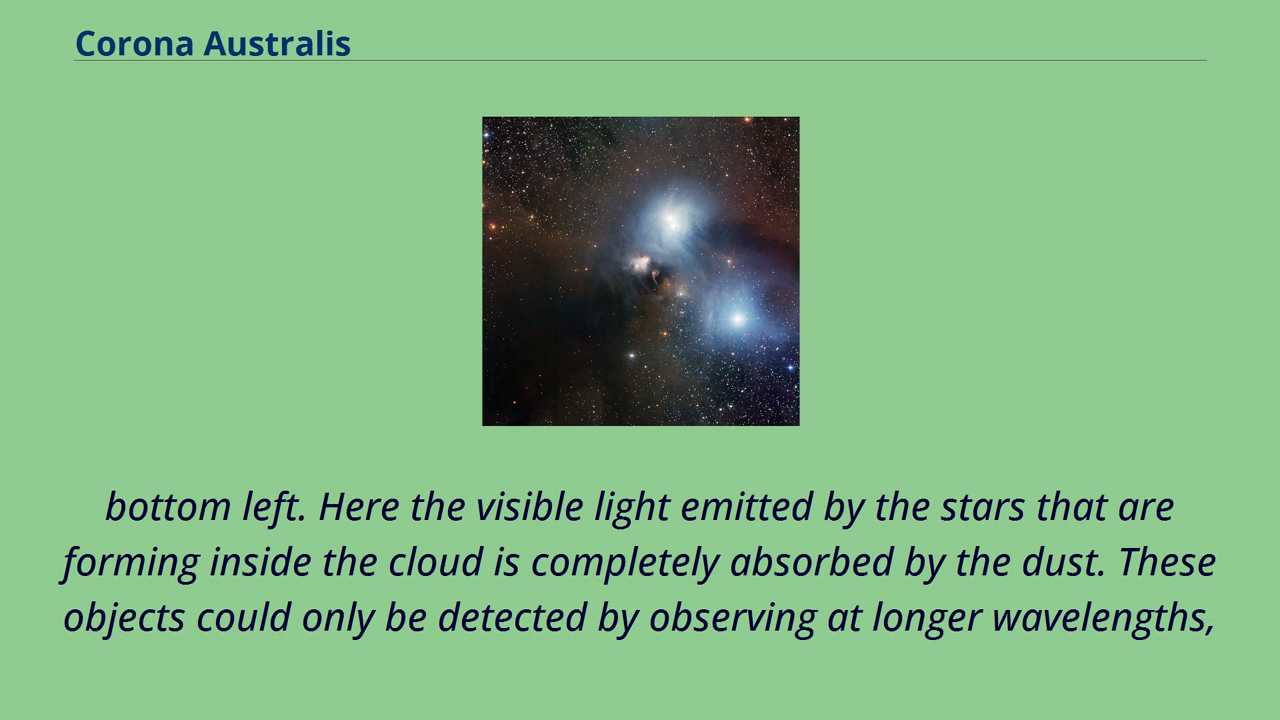 Corona Australis
bottom left. Here the visible light emitted by the stars that are
forming inside the cloud is completely absorbed by the dust. These
objects could only be detected by observing at longer wavelengths,